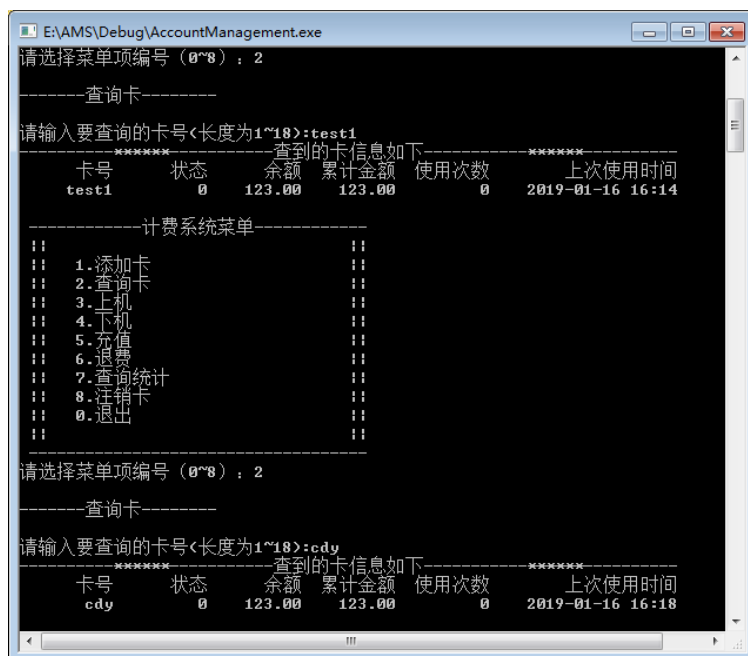 E:\AMS\Debug\AccountManagement.exe
请选择菜单项编号（0~8）：2
-------查询卡--------
请输入要查询的卡号<长度为1~18>:test1
----------******-----------查到的卡信息如下-----------******----------
卡号 状态 余额 累计金额 使用次数 上次使用时间
test1 0 123.00 123.00 0 2019-01-16 16:14
------------计费系统菜单------------
¦¦ ¦¦
¦¦ 1.添加卡 ¦¦
¦¦ 2.查询卡 ¦¦
¦¦ 3.上机 ¦¦
¦¦ 4.下机 ¦¦
¦¦ 5.充值 ¦¦
¦¦ 6.退费 ¦¦
¦¦ 7.查询统计 ¦¦
¦¦ 8.注销卡 ¦¦
¦¦ 0.退出 ¦¦
¦¦ ¦¦
------------------------------------
请选择菜单项编号（0~8）：2
-------查询卡--------
请输入要查询的卡号<长度为1~18>:cdy
----------******-----------查到的卡信息如下-----------******----------
卡号 状态 余额 累计金额 使用次数 上次使用时间
cdy 0 123.00 123.00 0 2019-01-16 16:18